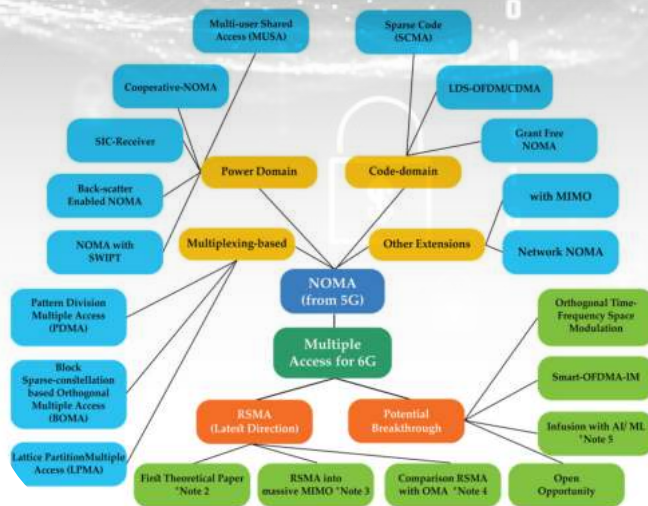 Multi-user Shared
Access (MUSA)
Sparse Code
(SCMA)
Cooperative-NOMA
LDS-OFDM/CDMA
SIC-Receiver
Grant Free
NOMA
Power Domain
Code-domain
Back-scatter
Enabled NOMA
with MIMO
NOMA with
SWIPT
Multiplexing-based
Other Extensions
Network NOMA
NOMA
(from 5G)
Pattern Division
Multiple Access
(PDMA)
Orthogonal Time-
Frequency Space
Modulation
Multiple
Access for 6G
Block
Sparse-constellation
based Orthogonal
Multiple Access
(BOMA)
Smart-OFDMA-IM
RSMA
(Latest Direction)
Potential
Breakthrough
Infusion with AI/ ML
*Note 5
Lattice PartitionMultiple
Access (LPMA)
First Theoretical Paper
*Note 2
RSMA into
massive MIMO *Note 3
Comparison RSMA
with OMA *Note 4
Open
Opportunity